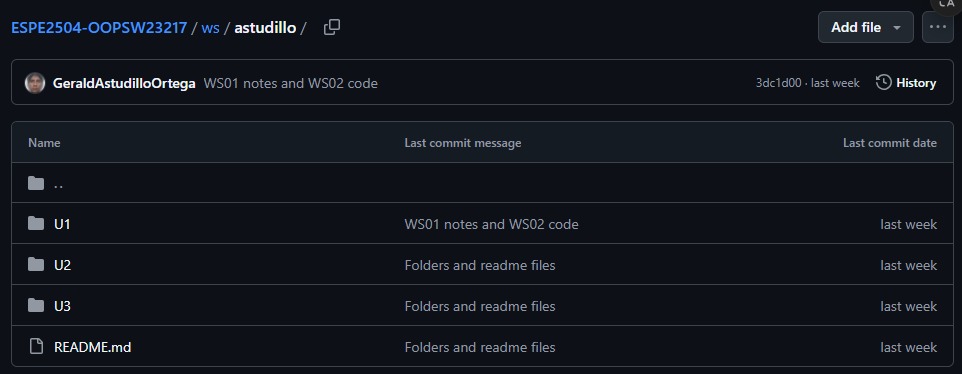 ESPE2504-OOPSW23217 / ws / astudillo /
Add file
GeraldAstudilloOrtega WS01 notes and WS02 code 3dc1d00 · last week History
Name Last commit message Last commit date
..
U1 WS01 notes and WS02 code last week
U2 Folders and readme files last week
U3 Folders and readme files last week
README.md Folders and readme files last week